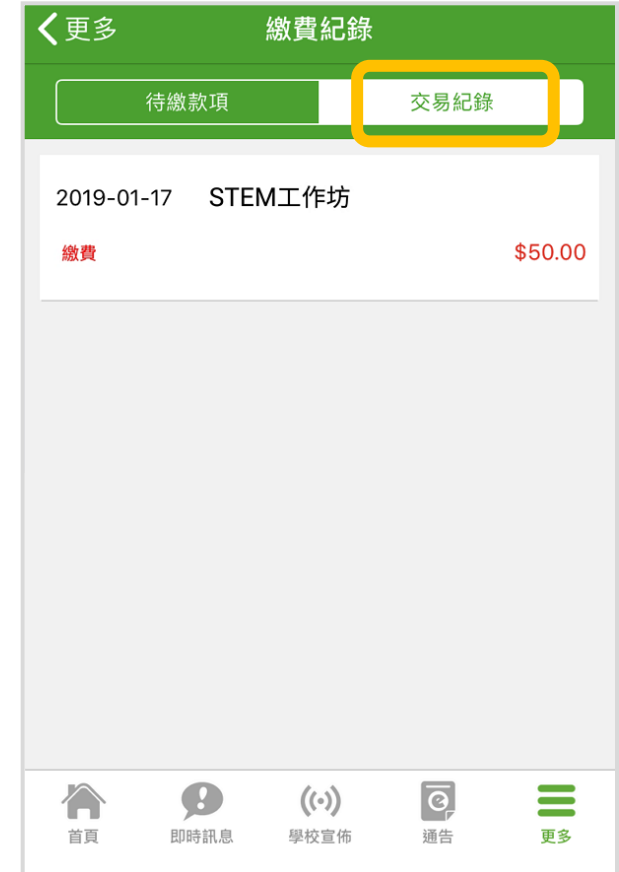 更多 繳費紀錄
待繳款項 交易紀錄
2019-01-17 STEM工作坊
繳費 $50.00
首頁 即時訊息 學校宣佈 通告 更多